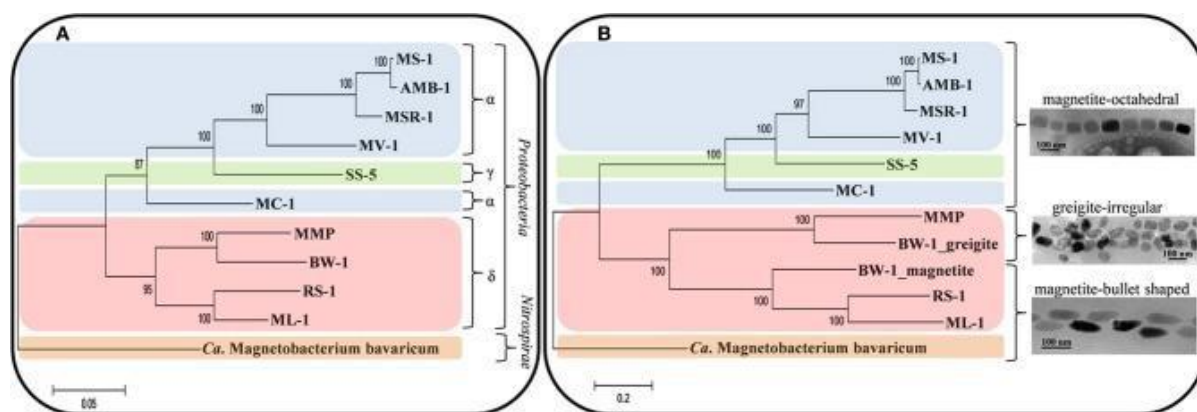 A
100
MS-1
100
AMB-1
100
MSR-1
100
MV-1
87
SS-5
MC-1
MMP
100
BW-1
95
RS-1
100
ML-1
Ca. Magnetobacterium bavaricum
α
γ
α
δ
Proteobacteria
Nitrospirae
0.05
B
100
MS-1
100
AMB-1
97
MSR-1
100
MV-1
100
SS-5
MC-1
MMP
100
BW-1_greigite
100
BW-1_magnetite
100
RS-1
100
ML-1
Ca. Magnetobacterium bavaricum
0.2
magnetite-octahedral
100 nm
greigite-irregular
100 nm
magnetite-bullet shaped
100 nm